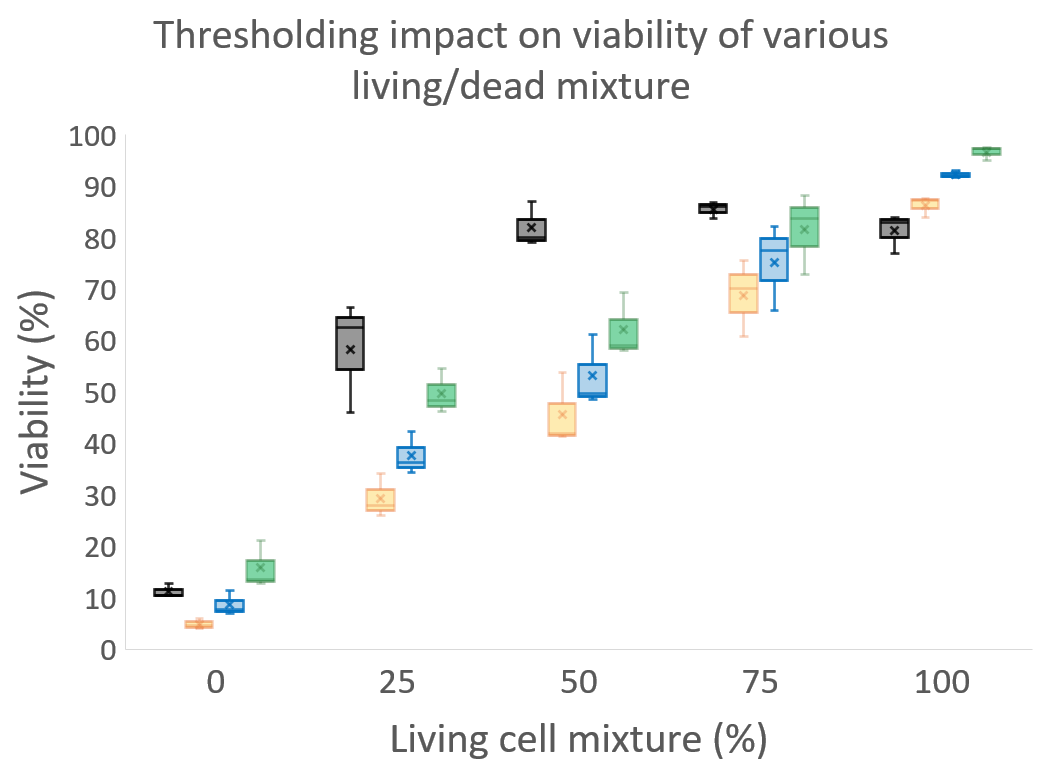 Thresholding impact on viability of various
living/dead mixture
Viability (%)
100
90
80
70
60
50
40
30
20
10
0
0 25 50 75 100
Living cell mixture (%)